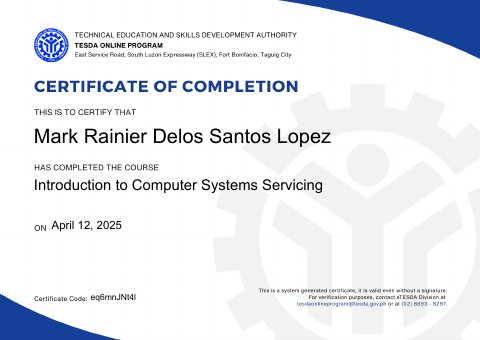 TECHNICAL EDUCATION AND SKILLS DEVELOPMENT AUTHORITY
TESDA ONLINE PROGRAM
East Service Road, South Luzon Expressway (SLEX), Fort Bonifacio, Taguig City
CERTIFICATE OF COMPLETION
THIS IS TO CERTIFY THAT
Mark Rainier Delos Santos Lopez
HAS COMPLETED THE COURSE
Introduction to Computer Systems Servicing
ON April 12, 2025
This is a system generated certificate, it is valid even without a signature.
For verification purposes, contact eTESDA Division at
tesdaonlineprogram@tesda.gov.ph or at (02) 8893 - 8297.
Certificate Code: eq6mnJNt4l